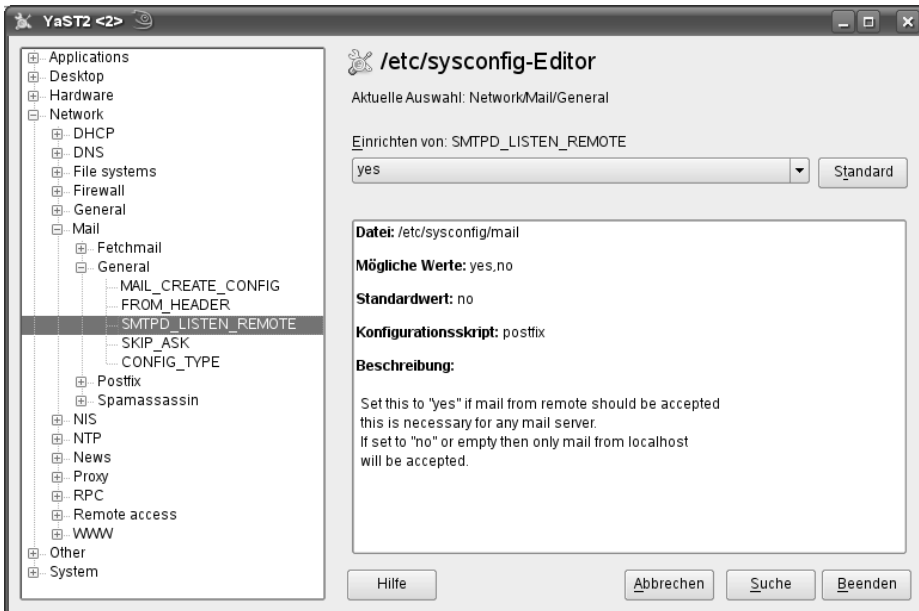 YaST2 <2>
Applications
Desktop
Hardware
Network
DHCP
DNS
File systems
Firewall
General
Mail
Fetchmail
General
MAIL_CREATE_CONFIG
FROM_HEADER
SMTPD_LISTEN_REMOTE
SKIP_ASK
CONFIG_TYPE
Postfix
Spamassassin
NIS
NTP
News
Proxy
RPC
Remote access
WWW
Other
System
/etc/sysconfig-Editor
Aktuelle Auswahl: Network/Mail/General
Einrichten von: SMTPD_LISTEN_REMOTE
yes
Standard
Datei: /etc/sysconfig/mail
Mögliche Werte: yes,no
Standardwert: no
Konfigurationsskript: postfix
Beschreibung:
Set this to "yes" if mail from remote should be accepted
this is necessary for any mail server.
If set to "no" or empty then only mail from localhost
will be accepted.
Hilfe
Abbrechen
Suche
Beenden